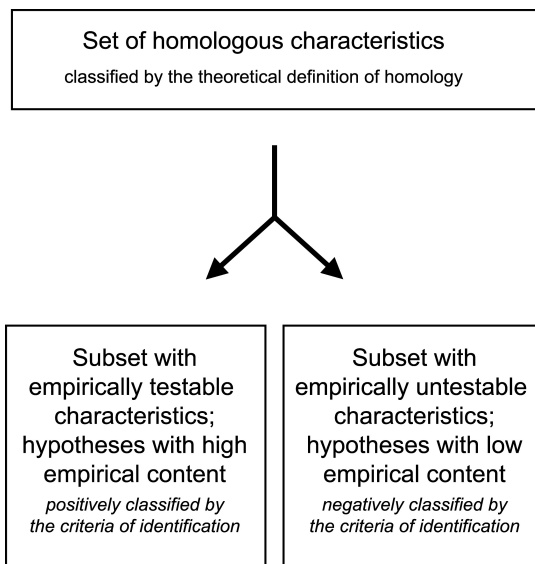 Set of homologous characteristics
classified by the theoretical definition of homology
Subset with
empirically testable
characteristics;
hypotheses with high
empirical content
positively classified by
the criteria of identification
Subset with
empirically untestable
characteristics;
hypotheses with low
empirical content
negatively classified by
the criteria of identification